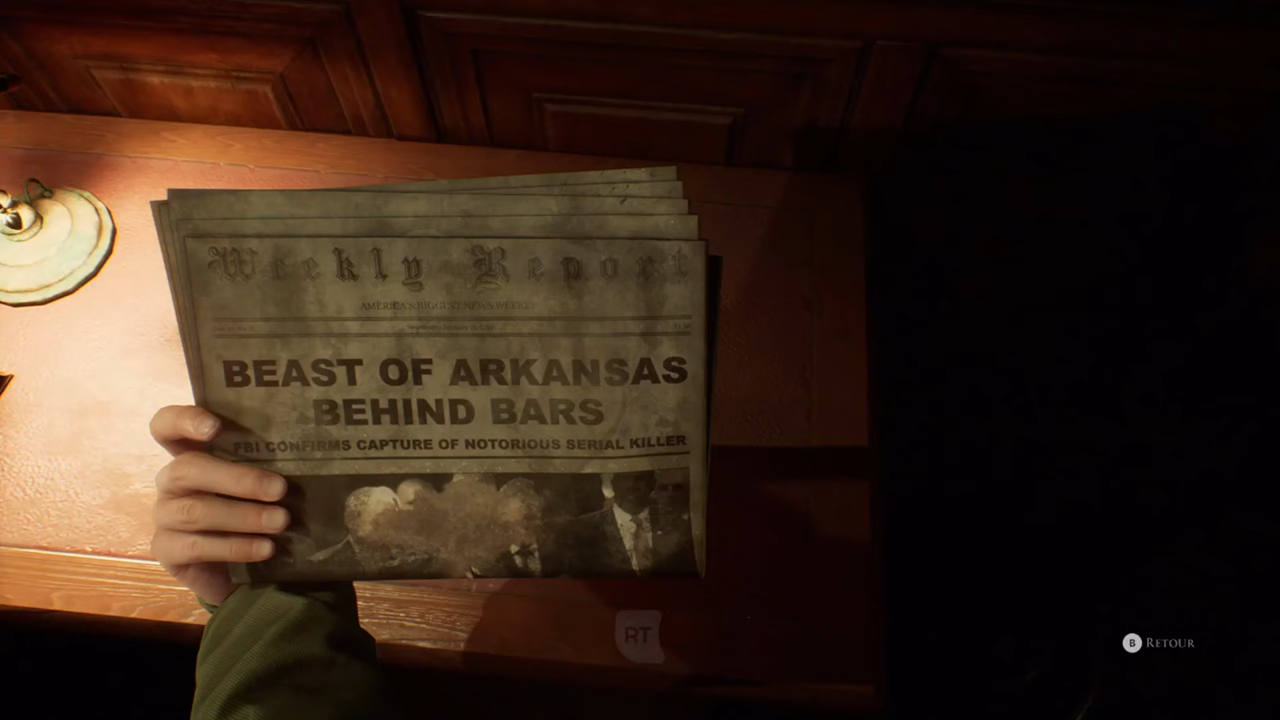 Weekly Report
AMERICA'S BIGGEST NEWS WEEKLY
BEAST OF ARKANSAS
BEHIND BARS
FBI CONFIRMS CAPTURE OF NOTORIOUS SERIAL KILLER
RT
B RETOUR